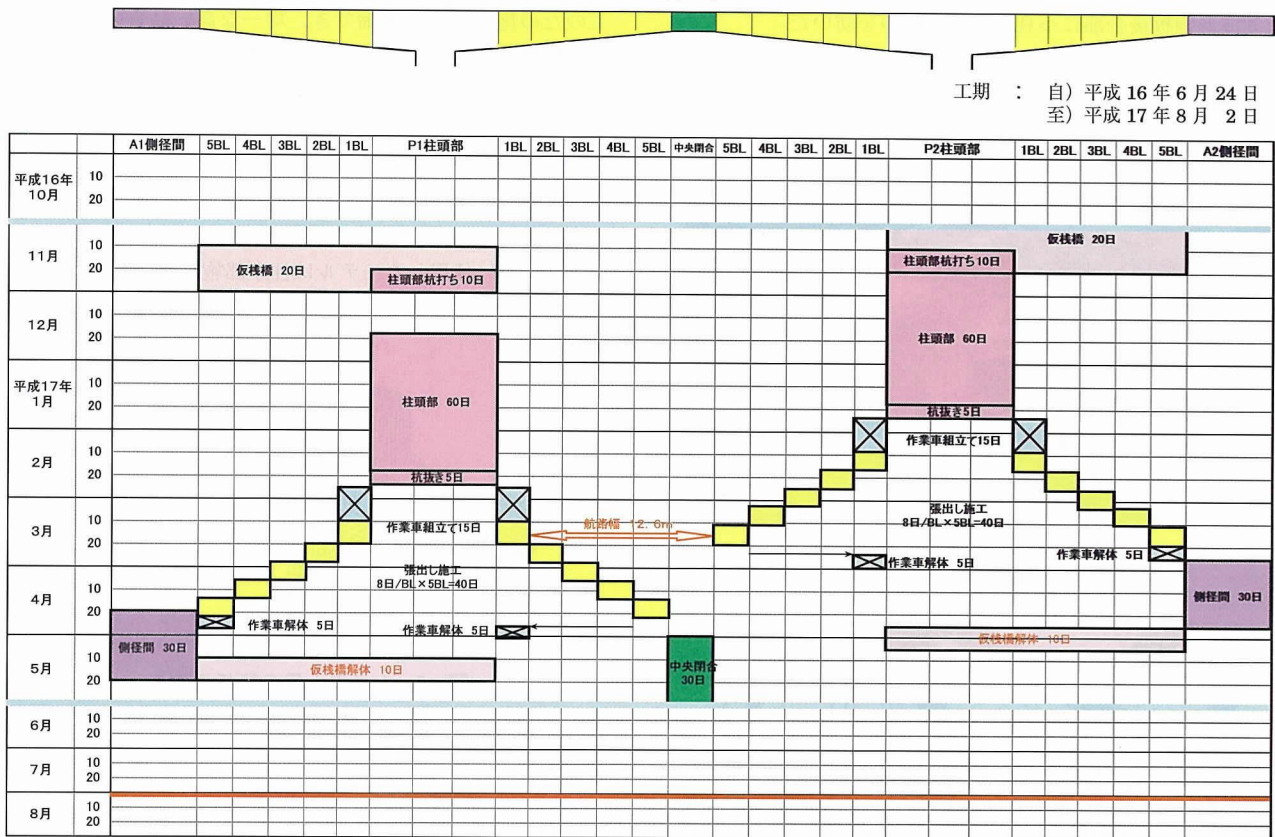 工期 ： 自）平成 16 年 6 月 24 日
至）平成 17 年 8 月 2 日
A1側径間 5BL 4BL 3BL 2BL 1BL P1柱頭部 1BL 2BL 3BL 4BL 5BL 中央閉合 5BL 4BL 3BL 2BL 1BL P2柱頭部 1BL 2BL 3BL 4BL 5BL A2側径間
平成16年
10月
10
20
11月
10
20
仮桟橋 20日
柱頭部杭打ち10日
仮桟橋 20日
柱頭部杭打ち10日
12月
10
20
柱頭部 60日
平成17年
1月
10
20
柱頭部 60日
杭抜き5日
2月
10
20
作業車組立て15日
杭抜き5日
3月
10
20
作業車組立て15日
航路幅 12.6m
張出し施工
8日/BL×5BL=40日
作業車解体 5日
作業車解体 5日
4月
10
20
張出し施工
8日/BL×5BL=40日
側径間 30日
作業車解体 5日
作業車解体 5日
仮桟橋解体 10日
5月
10
20
側径間 30日
仮桟橋解体 10日
中央閉合
30日
6月
10
20
7月
10
20
8月
10
20